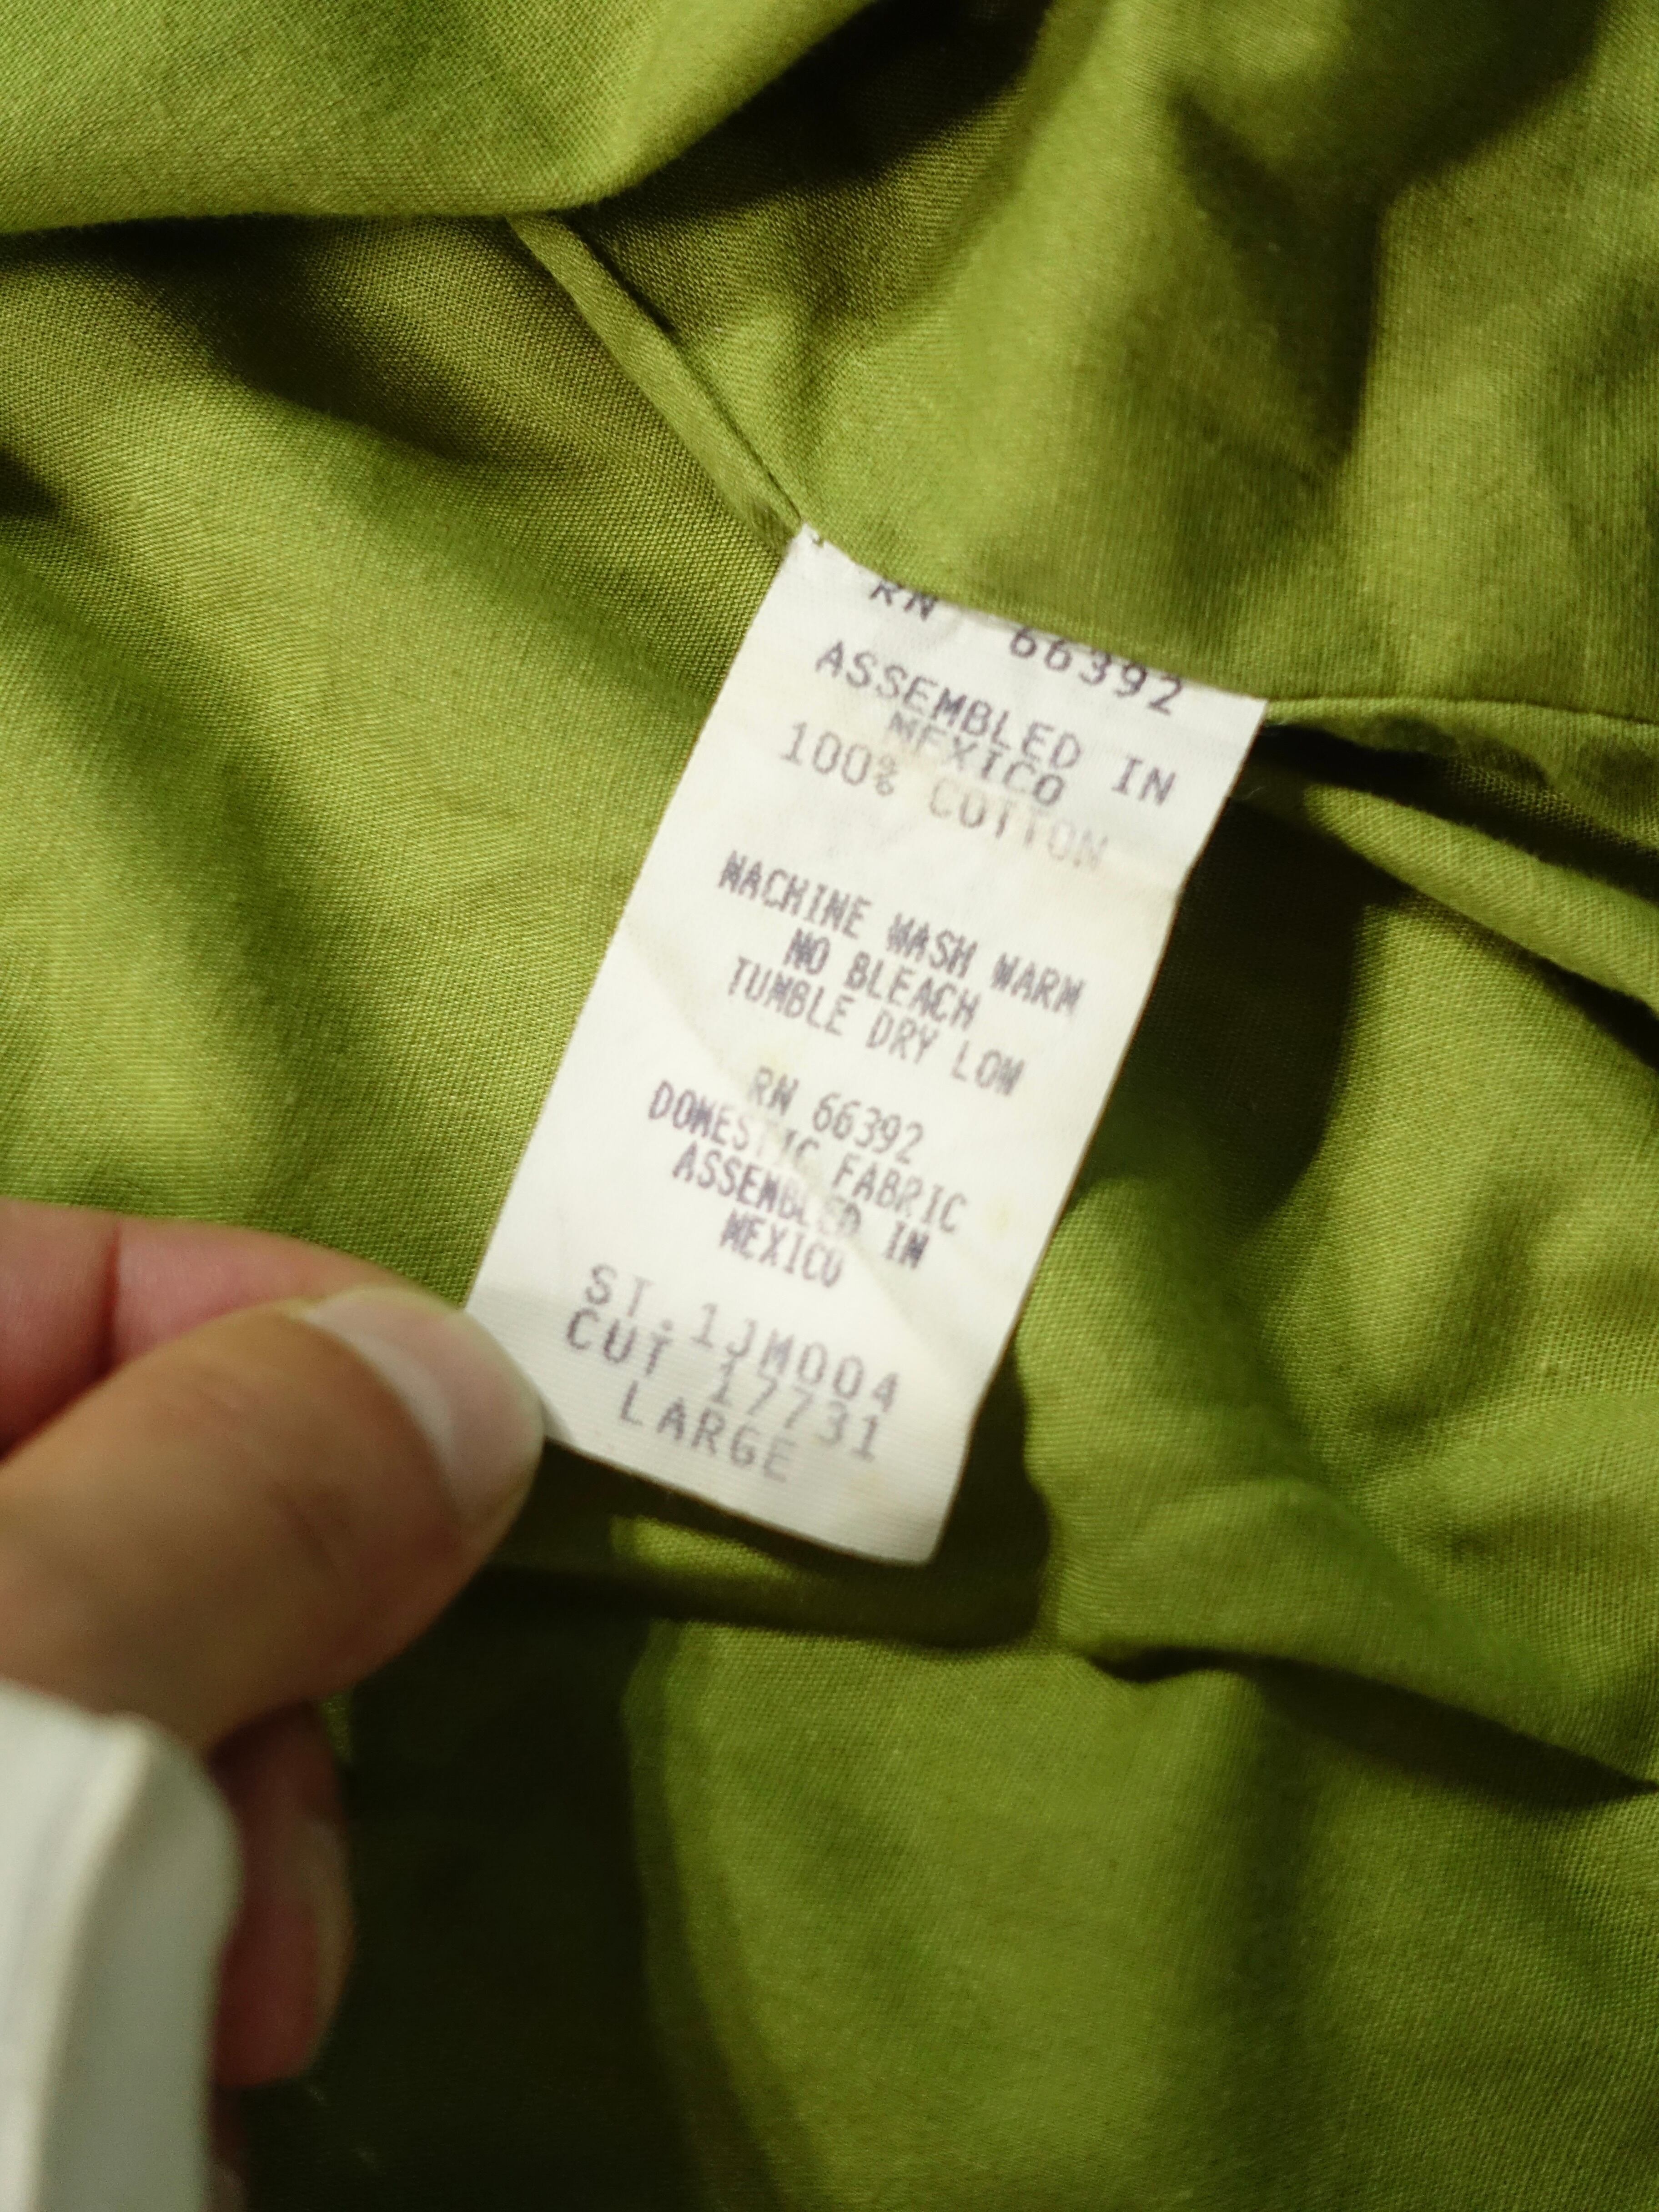 RN 66392
ASSEMBLED IN
MEXICO
100% COTTON
MACHINE WASH WARM
NO BLEACH
TUMBLE DRY LOW
RN 66392
DOMESTIC FABRIC
ASSEMBLED IN
MEXICO
ST.1JM004
CUT 17731
LARGE